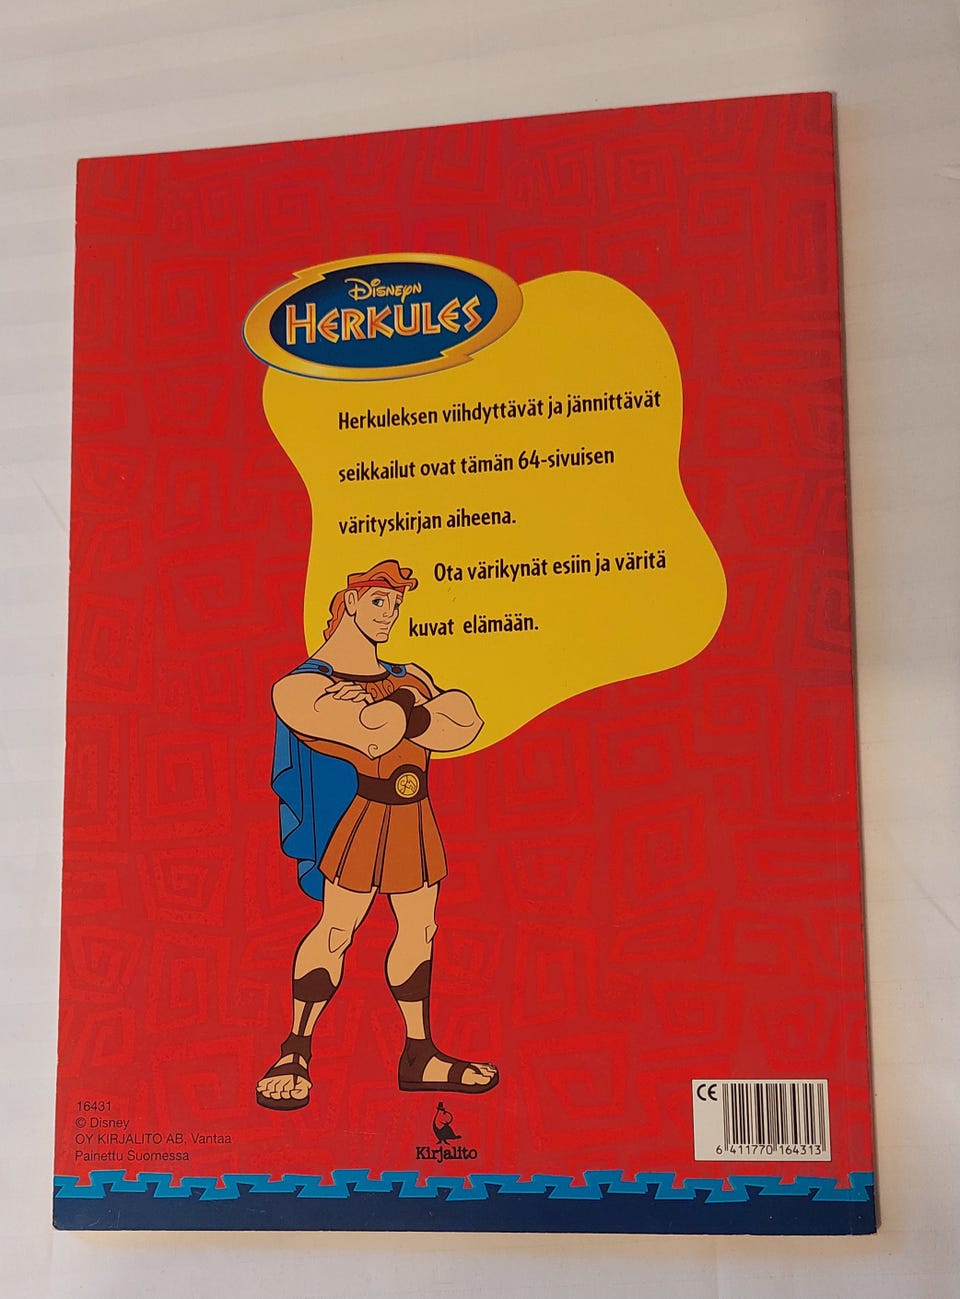 DISNEYN
HERKULES
Herkuleksen viihdyttävät ja jännittävät
seikkailut ovat tämän 64-sivuisen
värityskirjan aiheena.
Ota värikynät esiin ja väritä
kuvat elämään.
16431
© Disney
OY KIRJALITO AB, Vantaa
Painettu Suomessa
Kirjalito
CE
6 411770 164313